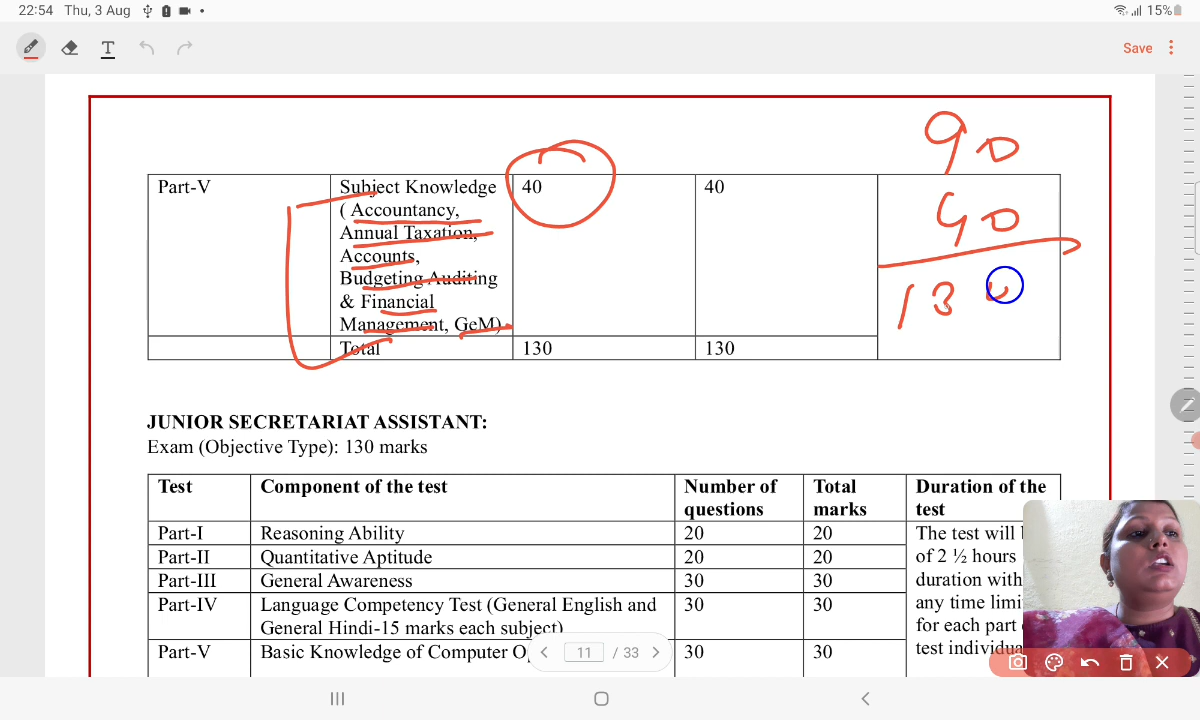 22:54 Thu, 3 Aug
15%
T
Save
90
40
13
Part-V
Subject Knowledge
( Accountancy,
Annual Taxation,
Accounts,
Budgeting Auditing
& Financial
Management, GeM)
40
40
Total
130
130
JUNIOR SECRETARIAT ASSISTANT:
Exam (Objective Type): 130 marks
Test
Component of the test
Number of questions
Total marks
Duration of the test
Part-I
Reasoning Ability
20
20
Part-II
Quantitative Aptitude
20
20
Part-III
General Awareness
30
30
Part-IV
Language Competency Test (General English and
General Hindi-15 marks each subject)
30
30
Part-V
Basic Knowledge of Computer
30
30
The test will
of 2 ½ hours
duration with
any time
for each part
test
11 / 33